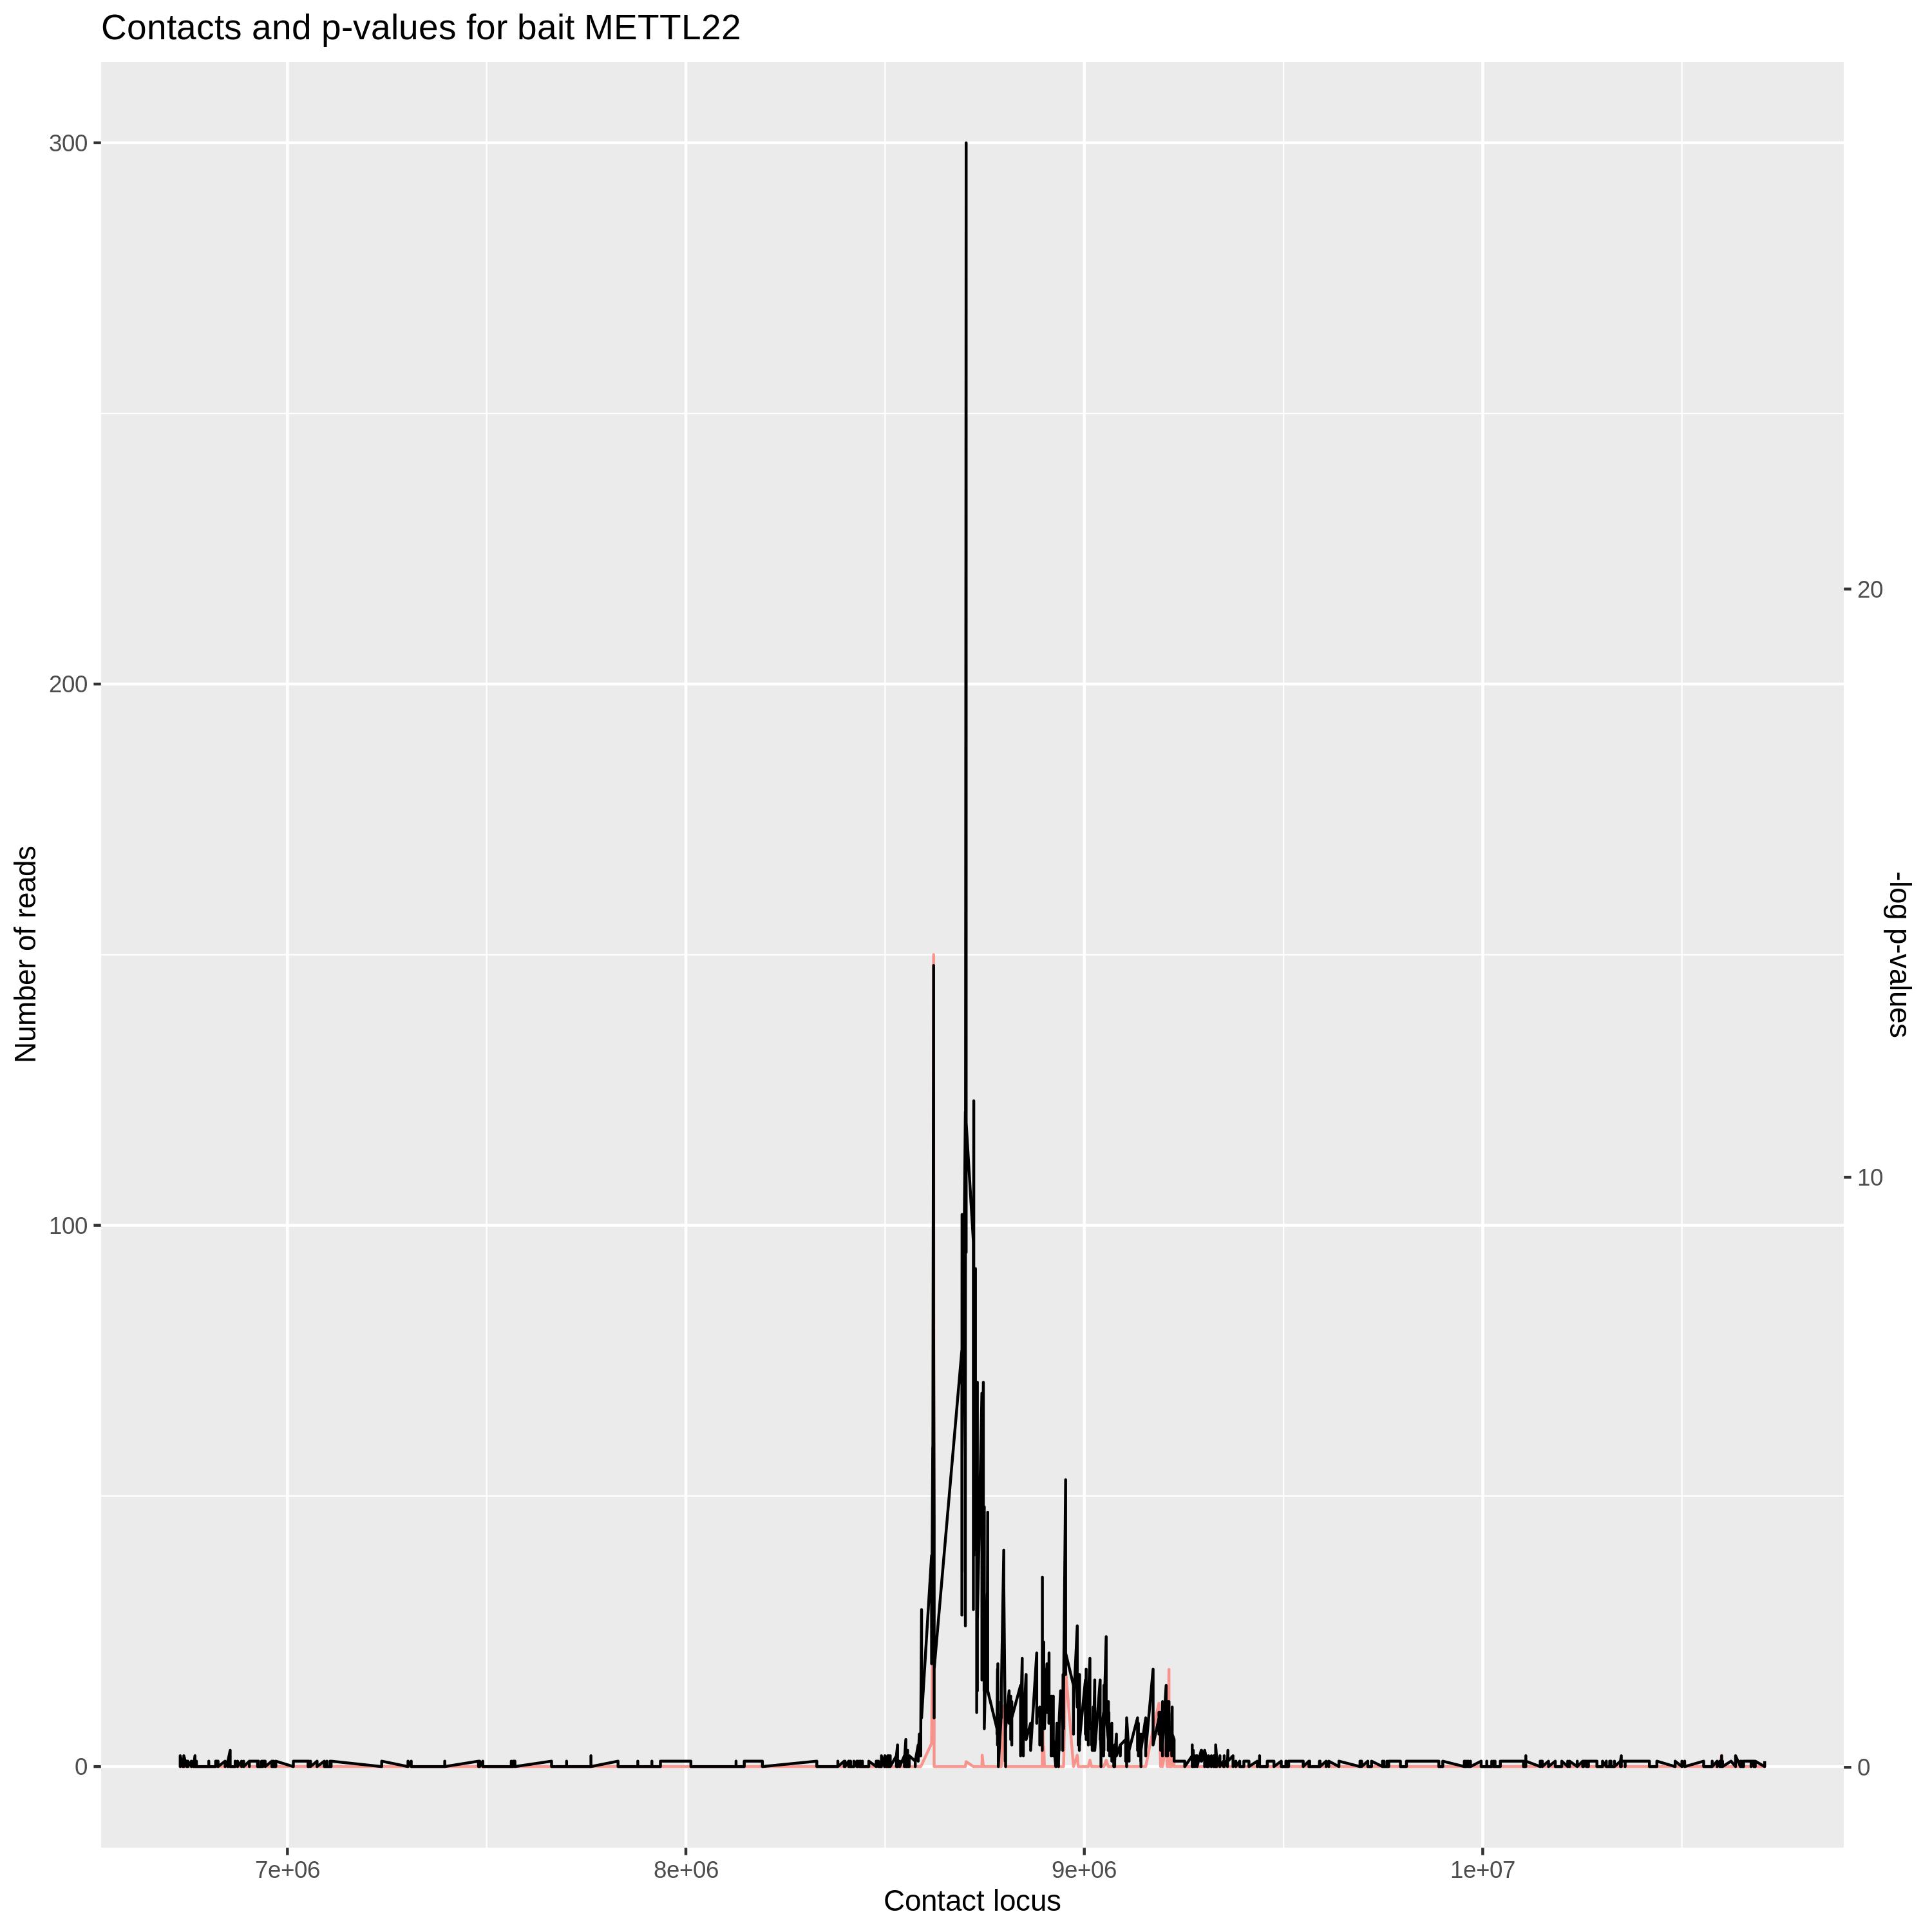 Contacts and p-values for bait METTL22
300
200
100
0
Number of reads
20
10
0
-log p-values
7e+06
8e+06
9e+06
1e+07
Contact locus